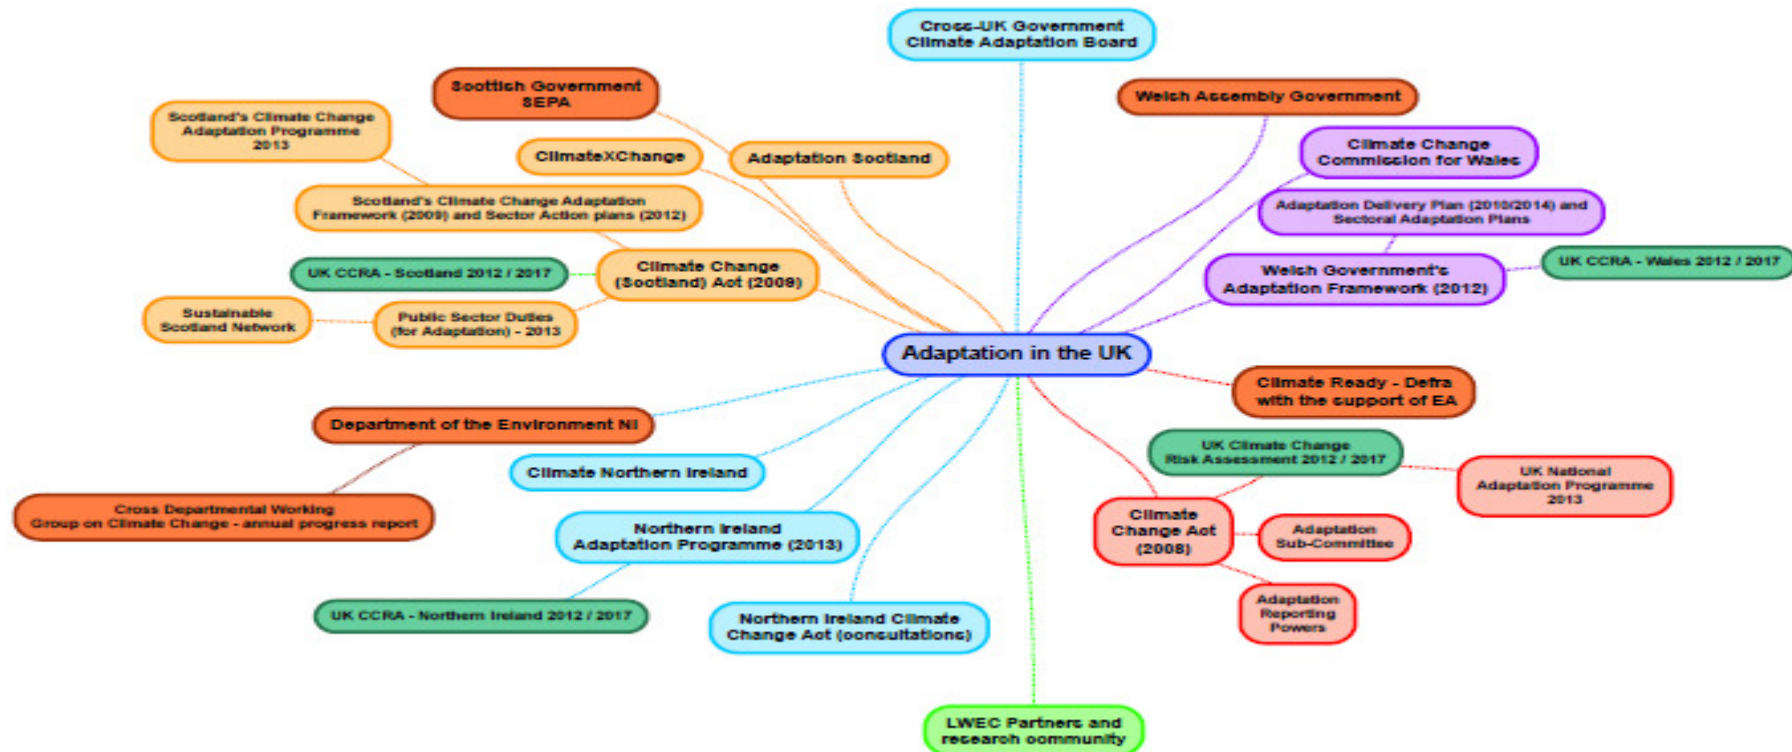 Cross-UK Government
Climate Adaptation Board
Scottish Government
SEPA
Welsh Assembly Government
Scotland's Climate Change
Adaptation Programme
2013
ClimateXChange
Adaptation Scotland
Climate Change
Commission for Wales
Scotland's Climate Change Adaptation
Framework (2009) and Sector Action plans (2012)
Adaptation Delivery Plan (2010/2014) and
Sectoral Adaptation Plans
UK CCRA - Scotland 2012 / 2017
Climate Change
(Scotland) Act (2009)
Welsh Government's
Adaptation Framework (2012)
UK CCRA - Wales 2012 / 2017
Sustainable
Scotland Network
Public Sector Duties
(for Adaptation) - 2013
Adaptation in the UK
Climate Ready - Defra
with the support of EA
Department of the Environment NI
Climate Northern Ireland
UK Climate Change
Risk Assessment 2012 / 2017
UK National
Adaptation Programme
2013
Cross Departmental Working
Group on Climate Change - annual progress report
Northern Ireland
Adaptation Programme (2013)
Climate
Change Act
(2008)
Adaptation
Sub-Committee
UK CCRA - Northern Ireland 2012 / 2017
Northern Ireland Climate
Change Act (consultations)
Adaptation
Reporting
Powers
LWEC Partners and
research community